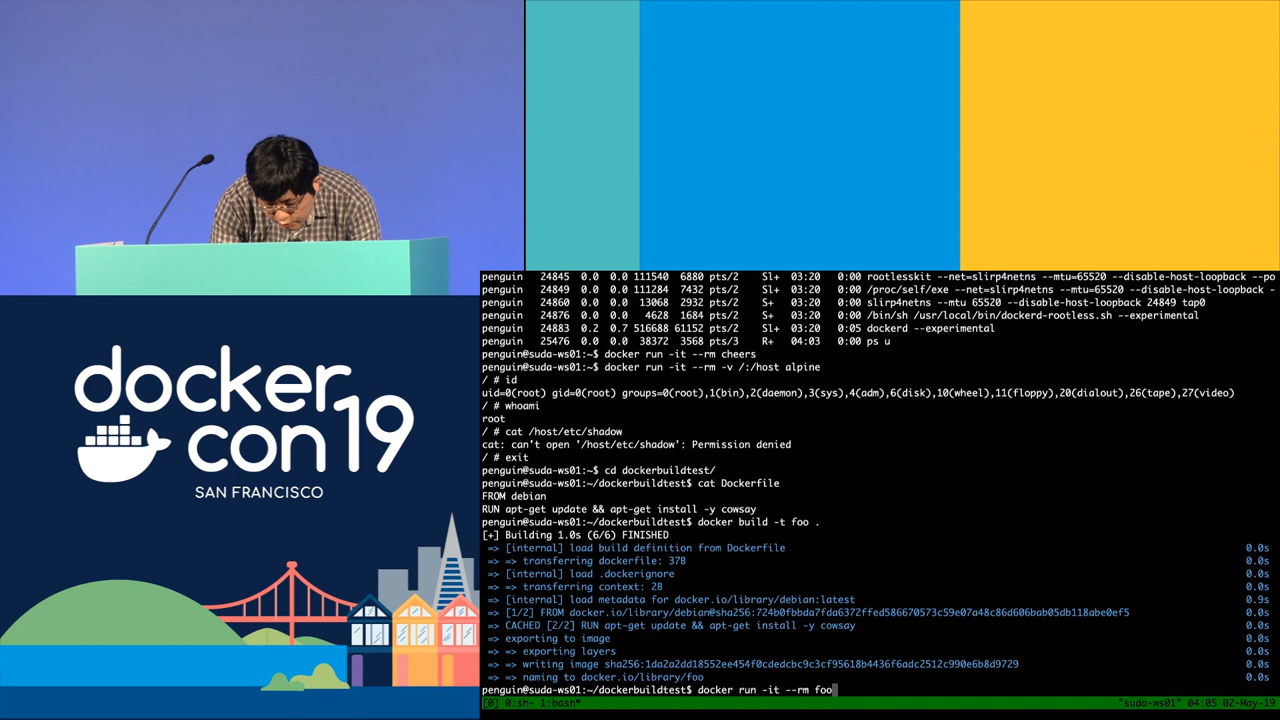 docker
con 19
SAN FRANCISCO
penguin 24845 0.0 0.0 111540 6880 pts/2 Sl+ 03:20 0:00 rootlesskit --net=slirp4netns --mtu=65520 --disable-host-loopback --po
penguin 24849 0.0 0.0 111284 7432 pts/2 Sl+ 03:20 0:00 /proc/self/exe --net=slirp4netns --mtu=65520 --disable-host-loopback -
penguin 24860 0.0 0.0 13068 2932 pts/2 S+ 03:20 0:00 slirp4netns --mtu 65520 --disable-host-loopback 24849 tap0
penguin 24876 0.0 0.0 4628 1684 pts/2 S+ 03:20 0:00 /bin/sh /usr/local/bin/dockerd-rootless.sh --experimental
penguin 24883 0.2 0.7 516688 61152 pts/2 Sl+ 03:20 0:05 dockerd --experimental
penguin 25476 0.0 0.0 38372 3568 pts/3 R+ 04:03 0:00 ps u
penguin@suda-ws01:~$ docker run -it --rm cheers
penguin@suda-ws01:~$ docker run -it --rm -v /:/host alpine
/ # id
uid=0(root) gid=0(root) groups=0(root),1(bin),2(daemon),3(sys),4(adm),6(disk),10(wheel),11(floppy),20(dialout),26(tape),27(video)
/ # whoami
root
/ # cat /host/etc/shadow
cat: can't open '/host/etc/shadow': Permission denied
/ # exit
penguin@suda-ws01:~$ cd dockerbuildtest/
penguin@suda-ws01:~/dockerbuildtest$ cat Dockerfile
FROM debian
RUN apt-get update && apt-get install -y cowsay
penguin@suda-ws01:~/dockerbuildtest$ docker build -t foo .
[+] Building 1.0s (6/6) FINISHED
=> [internal] load build definition from Dockerfile 0.0s
=> => transferring dockerfile: 37B 0.0s
=> [internal] load .dockerignore 0.0s
=> => transferring context: 2B 0.0s
=> [internal] load metadata for docker.io/library/debian:latest 0.9s
=> [1/2] FROM docker.io/library/debian@sha256:724b0fbbda7fda6372ffed586670573c59e07a48c86d606bab05db118abe0ef5 0.0s
=> CACHED [2/2] RUN apt-get update && apt-get install -y cowsay 0.0s
=> exporting to image 0.0s
=> => exporting layers 0.0s
=> => writing image sha256:1da2a2dd18552ee454f0cdedcbc9c3cf95618b4436f6adc2512c990e6b8d9729 0.0s
=> => naming to docker.io/library/foo 0.0s
penguin@suda-ws01:~/dockerbuildtest$ docker run -it --rm foo
[0] 0:sh- 1:bash* "suda-ws01" 04:05 02-May-19